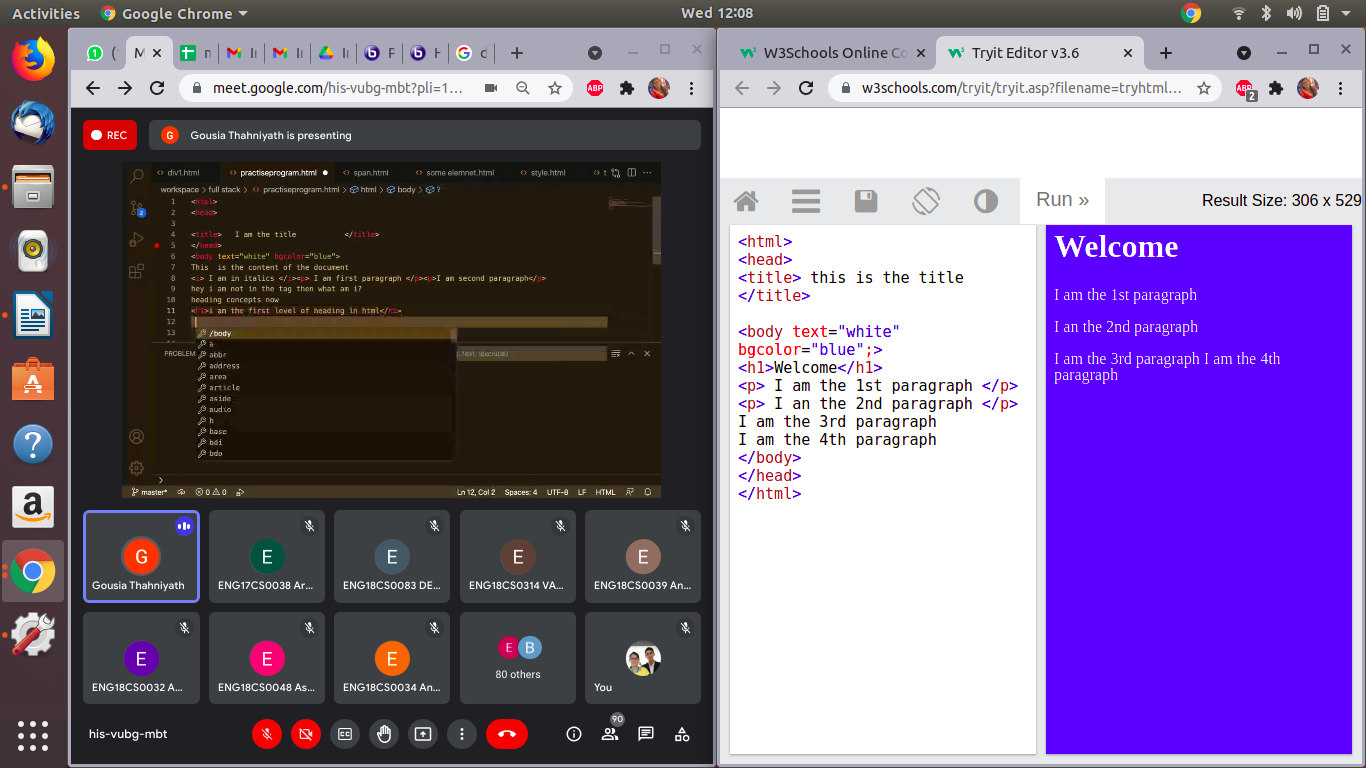 Activities
Google Chrome
Wed 12:08
M
meet.google.com/his-vubg-mbt?pli=1...
ABP
REC
G
Gousia Thahniyath is presenting
div1.html
practiseprogram.html
span.html
some elemnet.html
style.html
workspace > full stack > practiseprogram.html > html > body > ?
1 <html>
2 <head>
3
4 <title> I am the title </title>
5 </head>
6 <body text="white" bgcolor="blue">
7 This is the content of the document
8 <i> I am in italics </i><p> I am first paragraph </p><p>I am second paragraph</p>
9 hey i am not in the tag then what am i?
10 heading concepts now
11 <h1>i am the first level of heading in html</h1>
12
13
/body
a
abbr
address
area
article
aside
audio
b
base
bdi
bdo
PROBLEM
2
master*
0 0
Ln 12, Col 2
Spaces: 4
UTF-8
LF
HTML
G
Gousia Thahniyath
E
ENG17CS0038 Ar...
E
ENG18CS0083 DE...
E
ENG18CS0314 VA...
E
ENG18CS0039 An...
E
ENG18CS0032 A...
E
ENG18CS0048 As...
E
ENG18CS0034 An...
E B
80 others
You
his-vubg-mbt
90
W3Schools Online Co
Tryit Editor v3.6
w3schools.com/tryit/tryit.asp?filename=tryhtml...
ABP
2
Run »
Result Size: 306 x 529
<html>
<head>
<title> this is the title
</title>
<body text="white"
bgcolor="blue";>
<h1>Welcome</h1>
<p> I am the 1st paragraph </p>
<p> I an the 2nd paragraph </p>
I am the 3rd paragraph
I am the 4th paragraph
</body>
</head>
</html>
Welcome
I am the 1st paragraph
I an the 2nd paragraph
I am the 3rd paragraph I am the 4th
paragraph